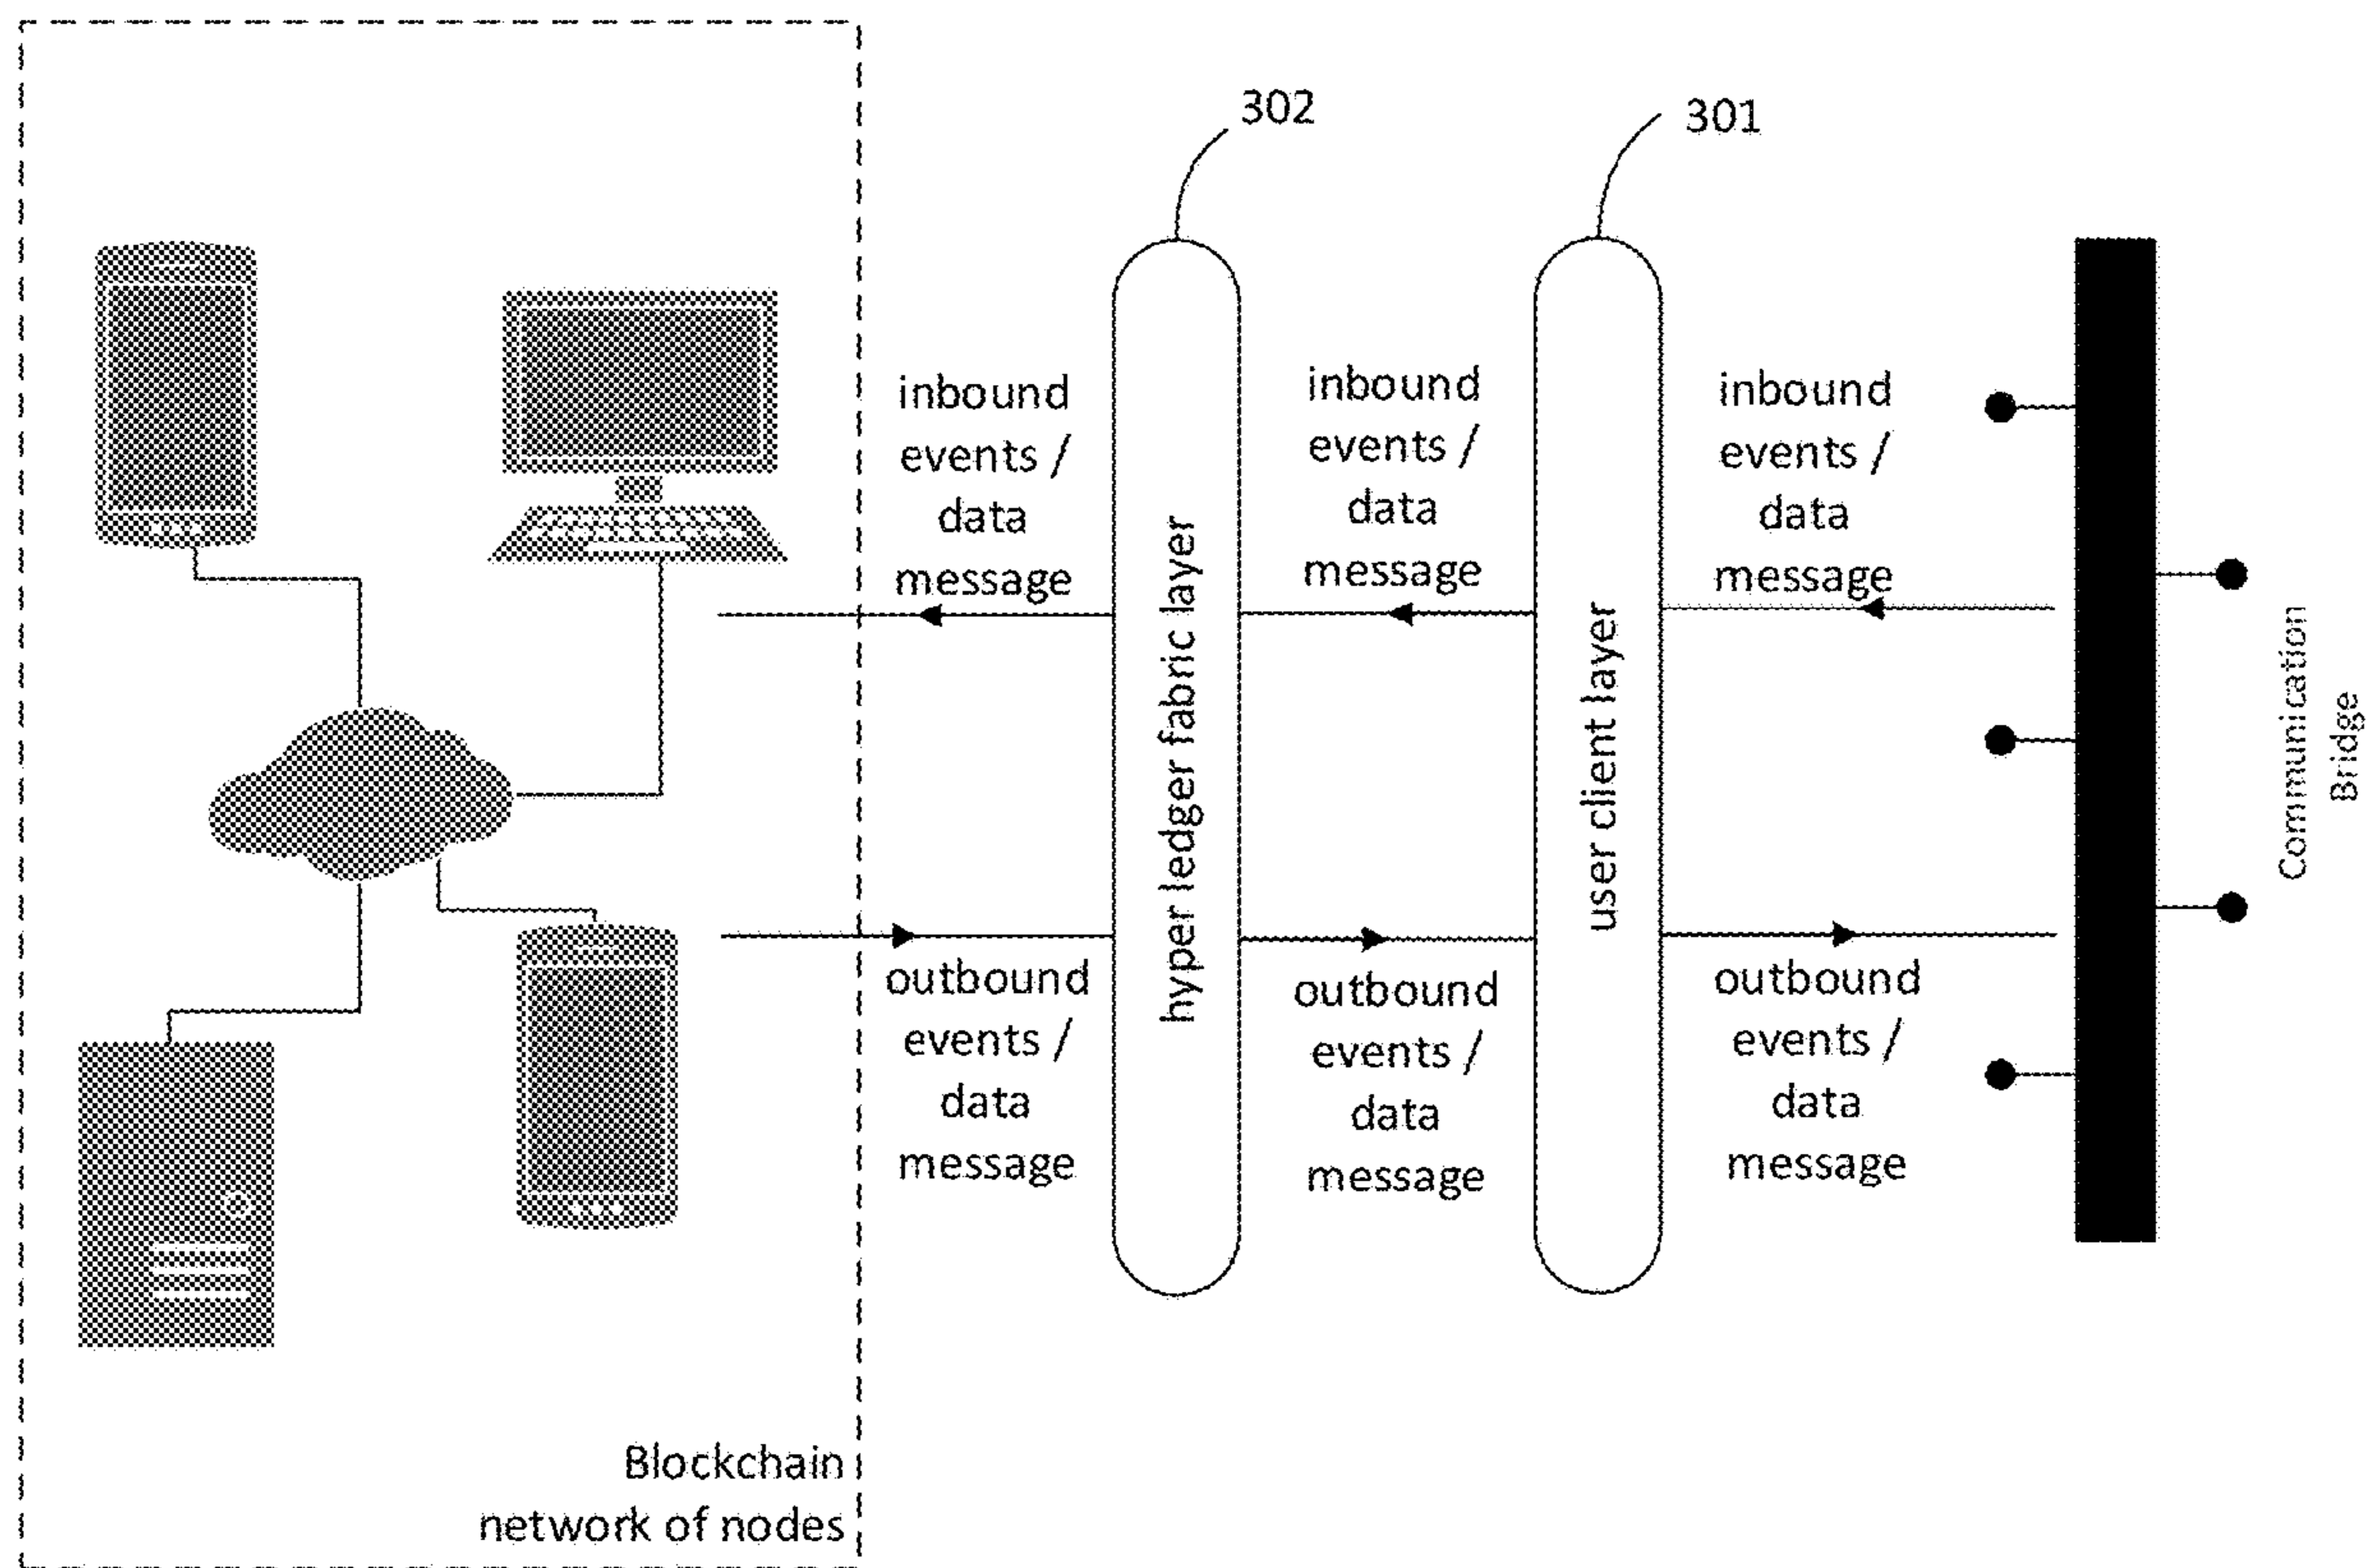 302
301
inbound
events /
data
message
inbound
events /
data
message
inbound
events /
data
message
hyper ledger fabric layer
user client layer
Communication
Bridge
outbound
events /
data
message
outbound
events /
data
message
outbound
events /
data
message
Blockchain
network of nodes